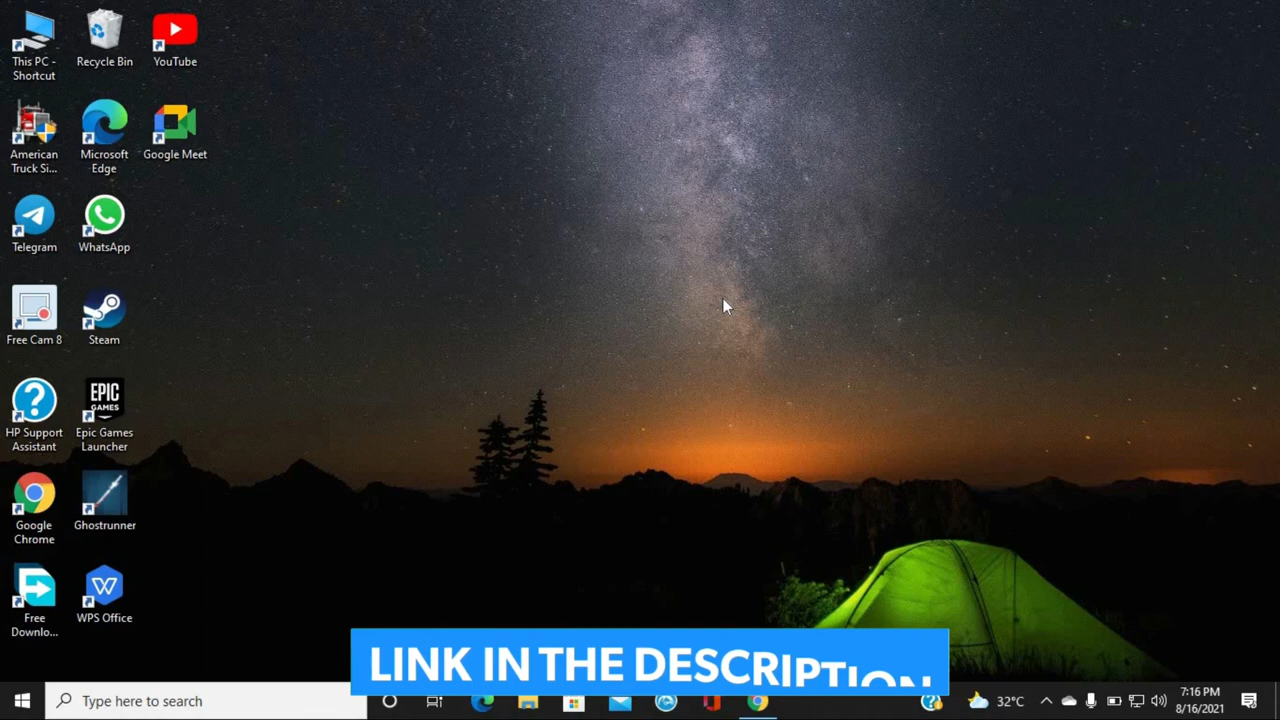 This PC -
Shortcut
Recycle Bin
YouTube
American
Truck Si...
Microsoft
Edge
Google Meet
Telegram
WhatsApp
Free Cam 8
Steam
HP Support
Assistant
EPIC
GAMES
Epic Games
Launcher
Google
Chrome
Ghostrunner
Free
Downlo...
WPS Office
LINK IN THE DESCRIPTION
Type here to search
32°C
7:16 PM
8/16/2021